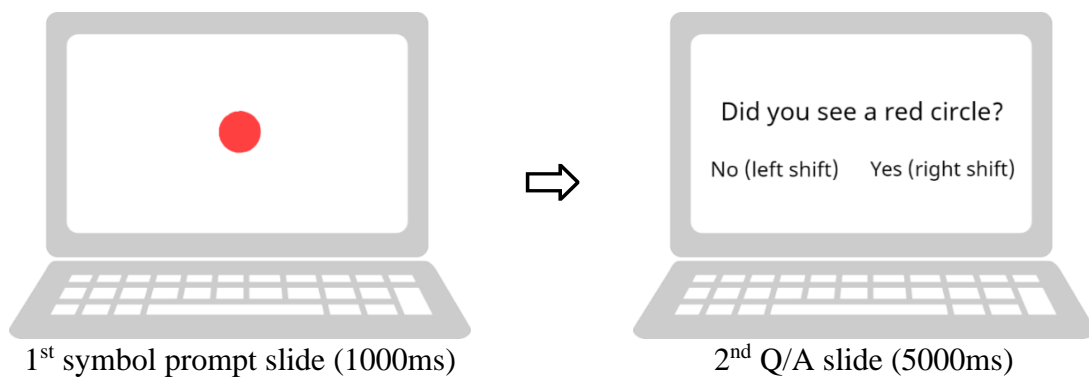 Did you see a red circle?
No (left shift) Yes (right shift)
1st symbol prompt slide (1000ms)
2nd Q/A slide (5000ms)